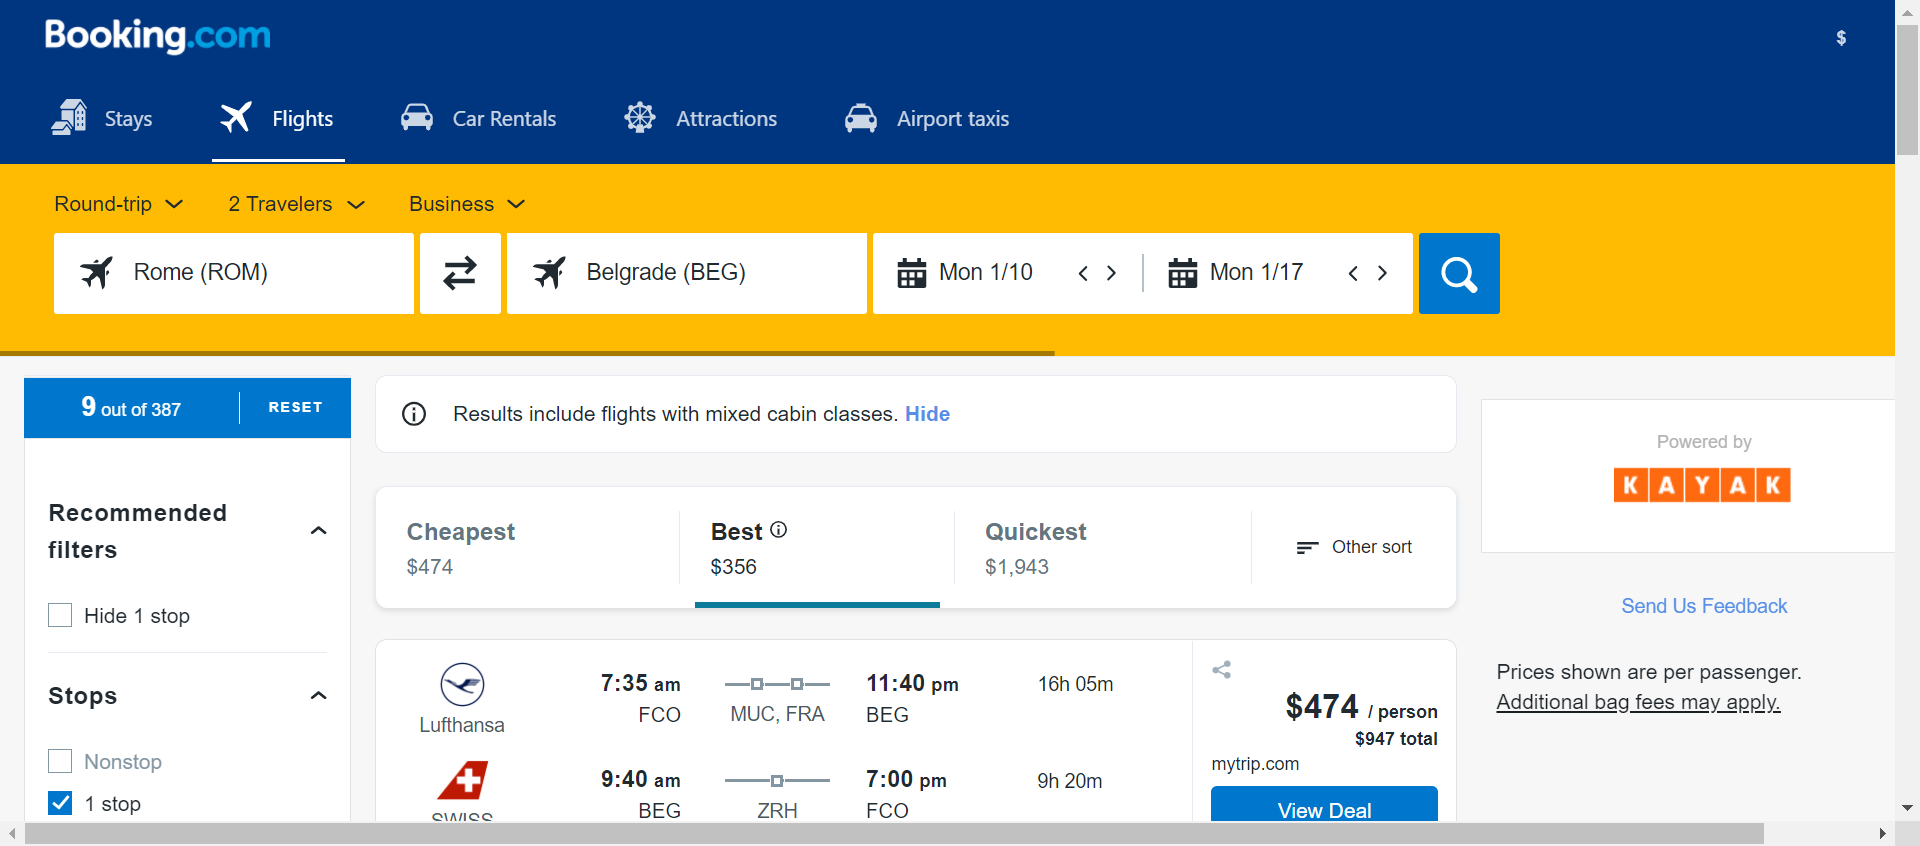 Booking.com
$
Stays
Flights
Car Rentals
Attractions
Airport taxis
Round-trip
2 Travelers
Business
Rome (ROM)
Belgrade (BEG)
Mon 1/10
Mon 1/17
9 out of 387
RESET
Results include flights with mixed cabin classes. Hide
Powered by
KAYAK
Recommended
filters
Hide 1 stop
Stops
Nonstop
1 stop
Cheapest
$474
Best
$356
Quickest
$1,943
Other sort
Send Us Feedback
Prices shown are per passenger.
Additional bag fees may apply.
Lufthansa
7:35 am
FCO
MUC, FRA
11:40 pm
BEG
16h 05m
SWISS
9:40 am
BEG
ZRH
7:00 pm
FCO
9h 20m
$474 / person
$947 total
mytrip.com
View Deal